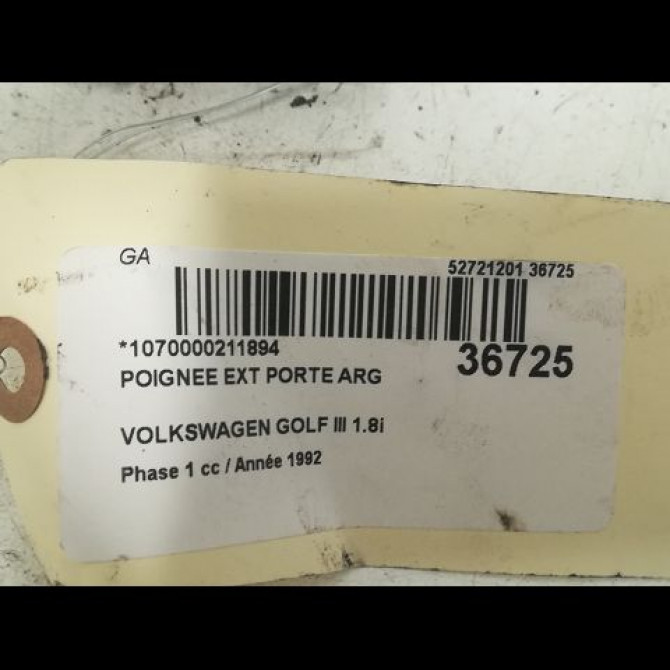 GA
52721201 36725
*1070000211894
36725
POIGNEE EXT PORTE ARG
VOLKSWAGEN GOLF III 1.8i
Phase 1 cc / Année 1992